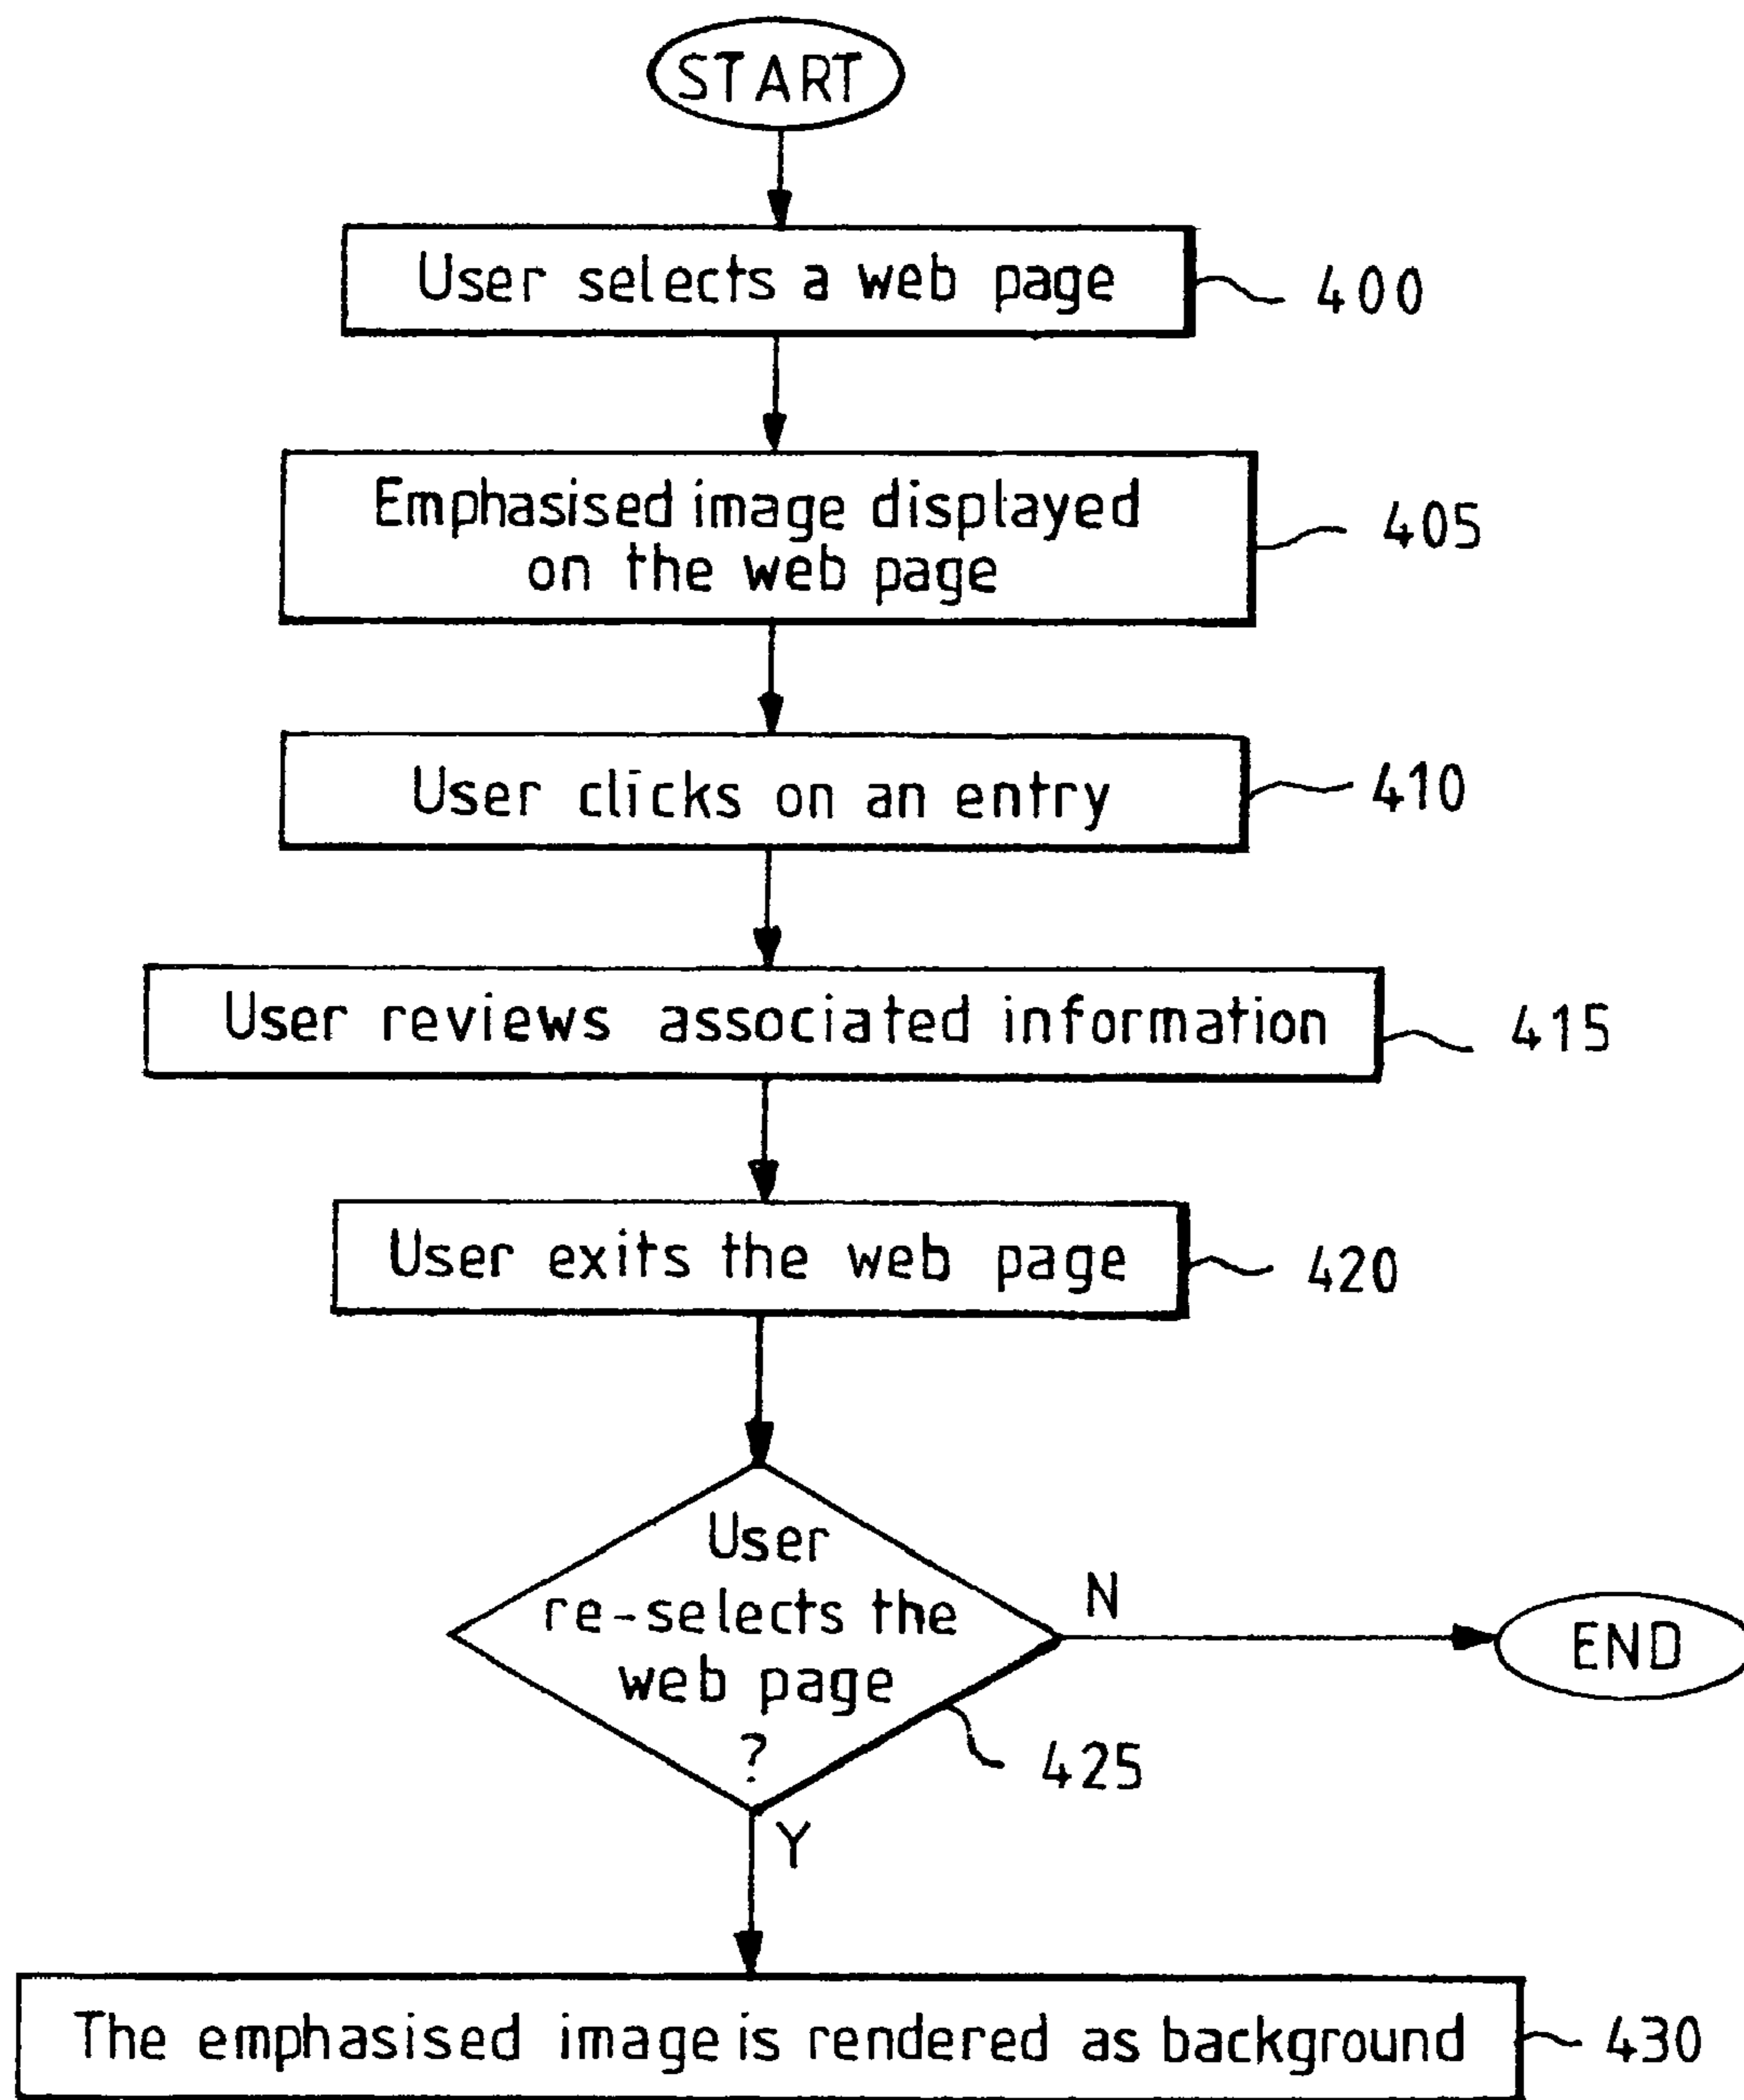 START
User selects a web page
400
Emphasised image displayed
on the web page
405
User clicks on an entry
410
User reviews associated information
415
User exits the web page
420
User
re-selects the
web page
?
N
END
425
Y
The emphasised image is rendered as background
430